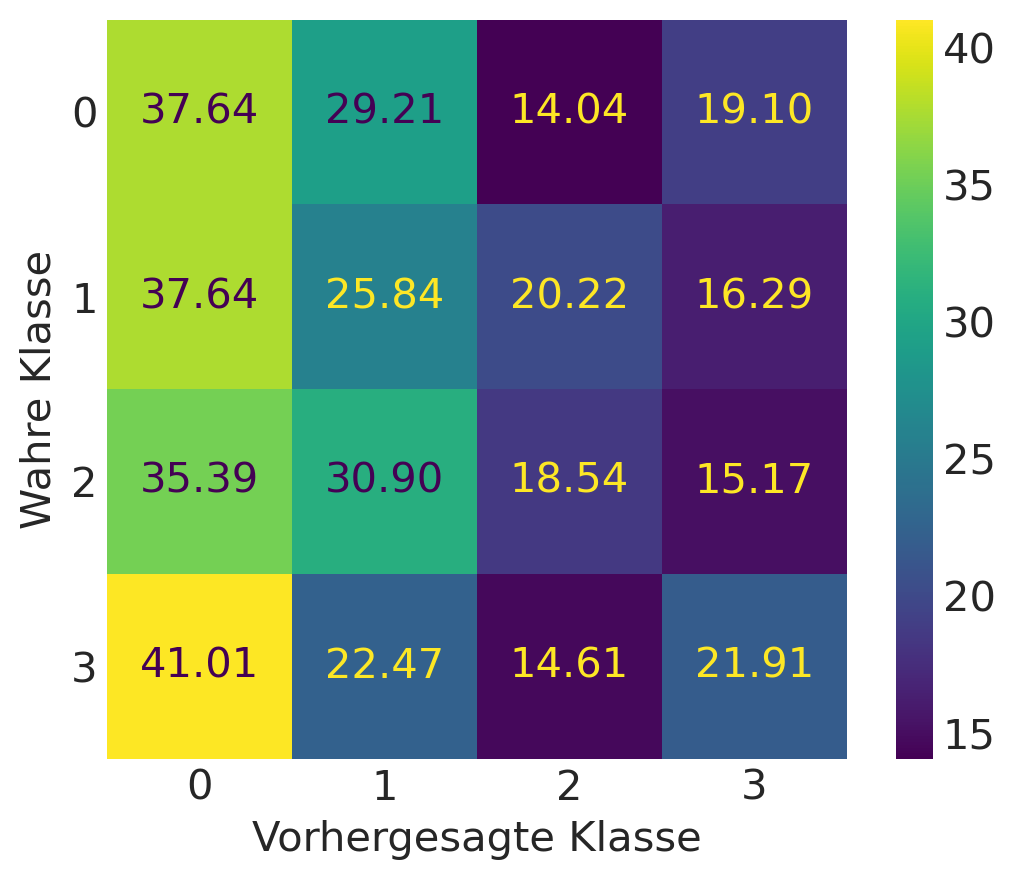 0 37.64 29.21 14.04 19.10
1 37.64 25.84 20.22 16.29
2 35.39 30.90 18.54 15.17
3 41.01 22.47 14.61 21.91
0 1 2 3
Vorhergesagte Klasse
Wahre Klasse
40
35
30
25
20
15